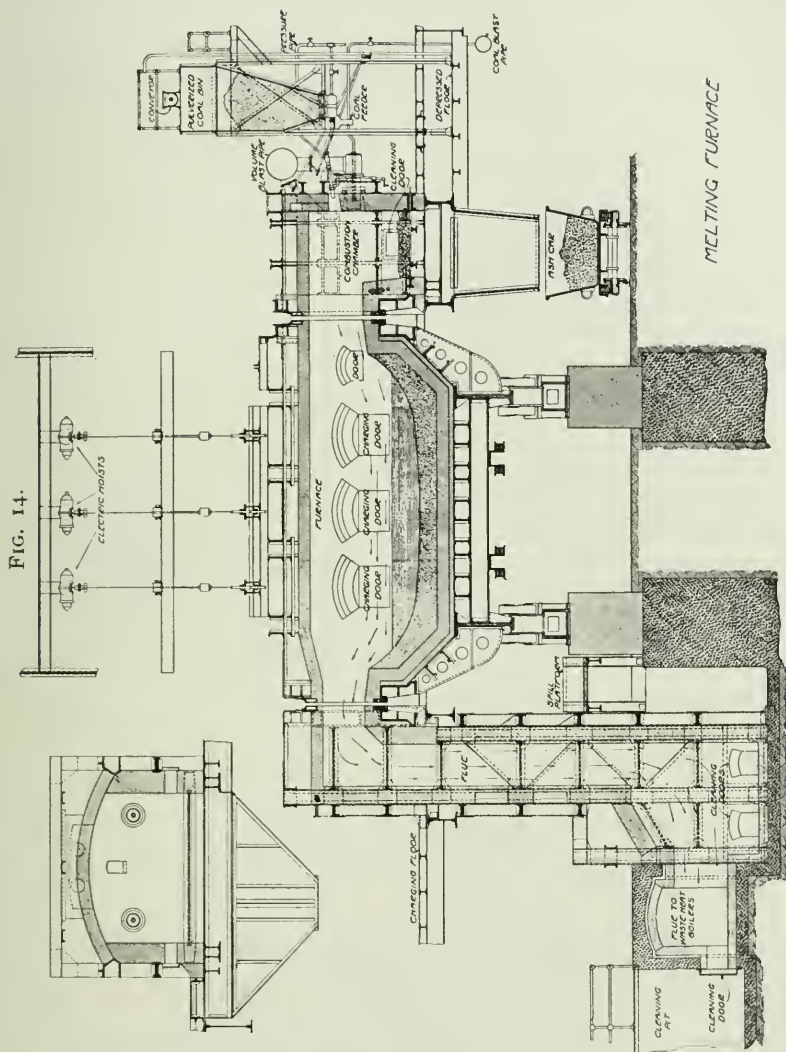 FIG. 14.
ELECTRIC HOISTS
CONVEYOR
PULVERIZED
COAL BIN
PRESSURE
PIPE
VOLUME
BLAST PIPE
COAL
FEEDER
COAL BLAST
PIPE
DEPRESSED
FLOOR
CLEANING
DOOR
COMBUSTION
CHAMBER
FURNACE
DOOR
CHARGING
DOOR
CHARGING
DOOR
CHARGING
DOOR
ASH CAR
SPILL
PLATFORM
FLUE
CHARGING FLOOR
CLEANING
DOORS
FLUE TO
WASTE HEAT
BOILERS
CLEANING
PIT
CLEANING
DOOR
MELTING FURNACE